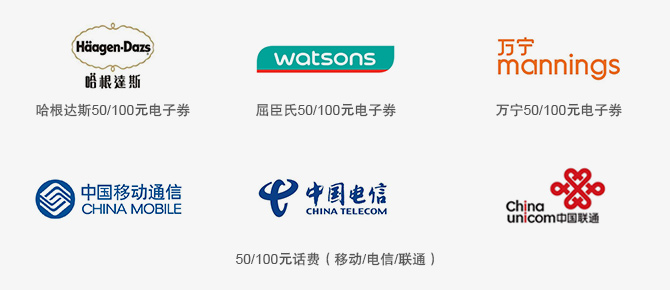 Häagen-Dazs
哈根達斯
watsons
万宁
mannings
哈根达斯50/100元电子券
屈臣氏50/100元电子券
万宁50/100元电子券
中国移动通信
CHINA MOBILE
中国电信
CHINA TELECOM
China
unicom中国联通
50/100元话费（移动/电信/联通）